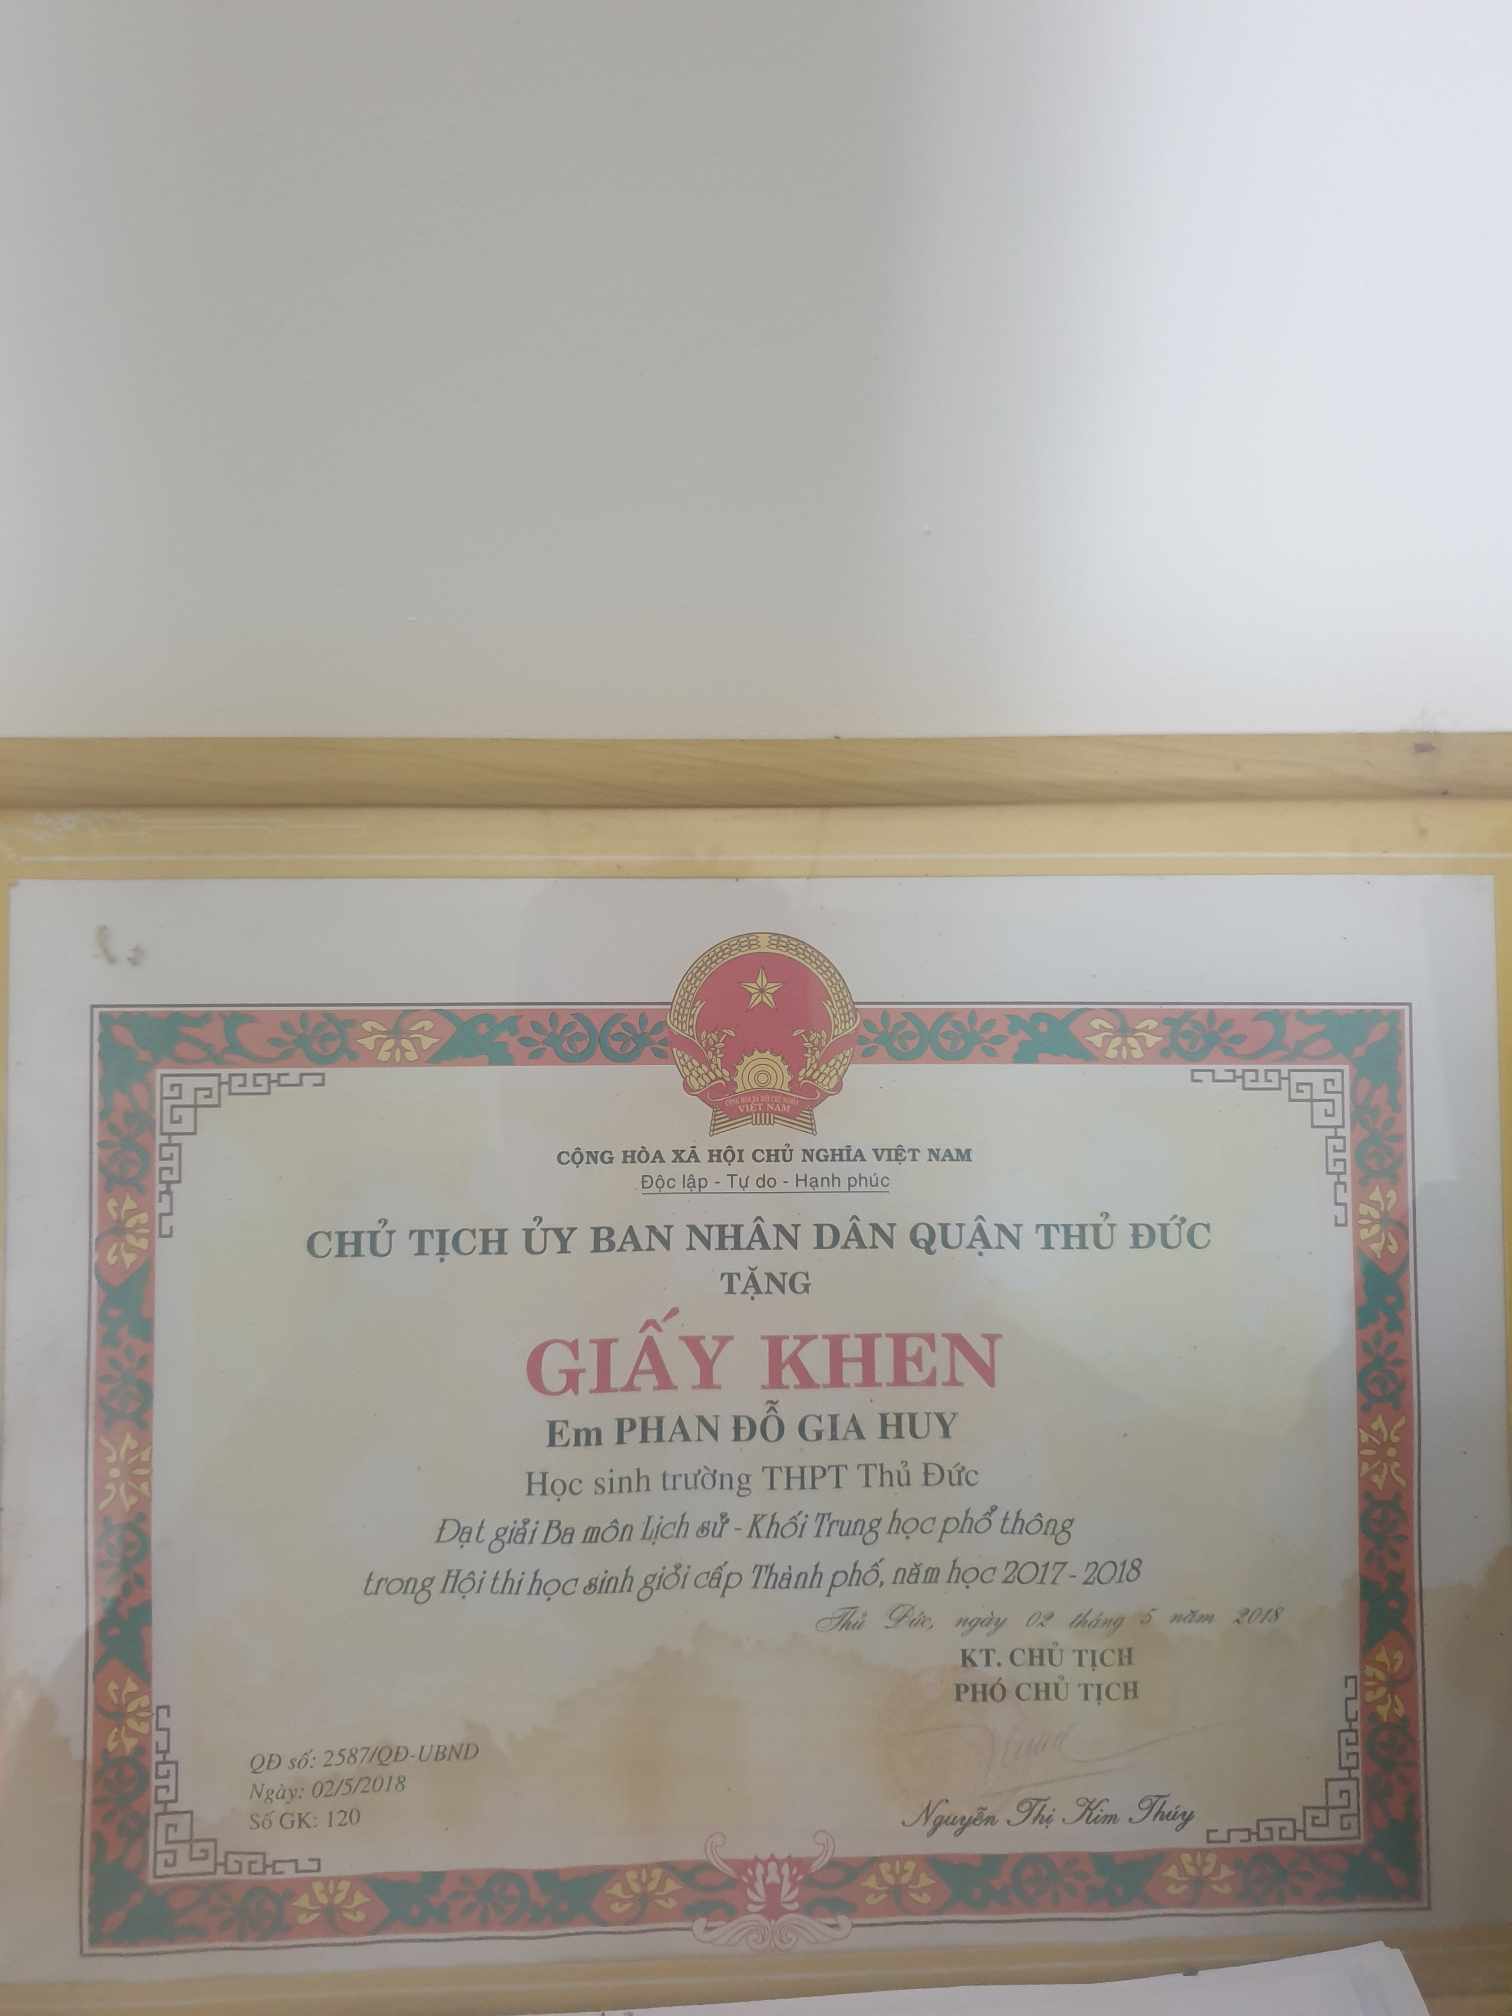 CỘNG HÒA XÃ HỘI CHỦ NGHĨA
VIỆT NAM
CỘNG HÒA XÃ HỘI CHỦ NGHĨA VIỆT NAM
Độc lập - Tự do - Hạnh phúc
CHỦ TỊCH ỦY BAN NHÂN DÂN QUẬN THỦ ĐỨC
TẶNG
GIẤY KHEN
Em PHAN ĐỖ GIA HUY
Học sinh trường THPT Thủ Đức
Đạt giải Ba môn Lịch sử - Khối Trung học phổ thông
trong Hội thi học sinh giỏi cấp Thành phố, năm học 2017 - 2018
Thủ Đức, ngày 02 tháng 5 năm 2018
KT. CHỦ TỊCH
PHÓ CHỦ TỊCH
QĐ số: 2587/QĐ-UBND
Ngày: 02/5/2018
Số GK: 120
Nguyễn Thị Kim Thúy